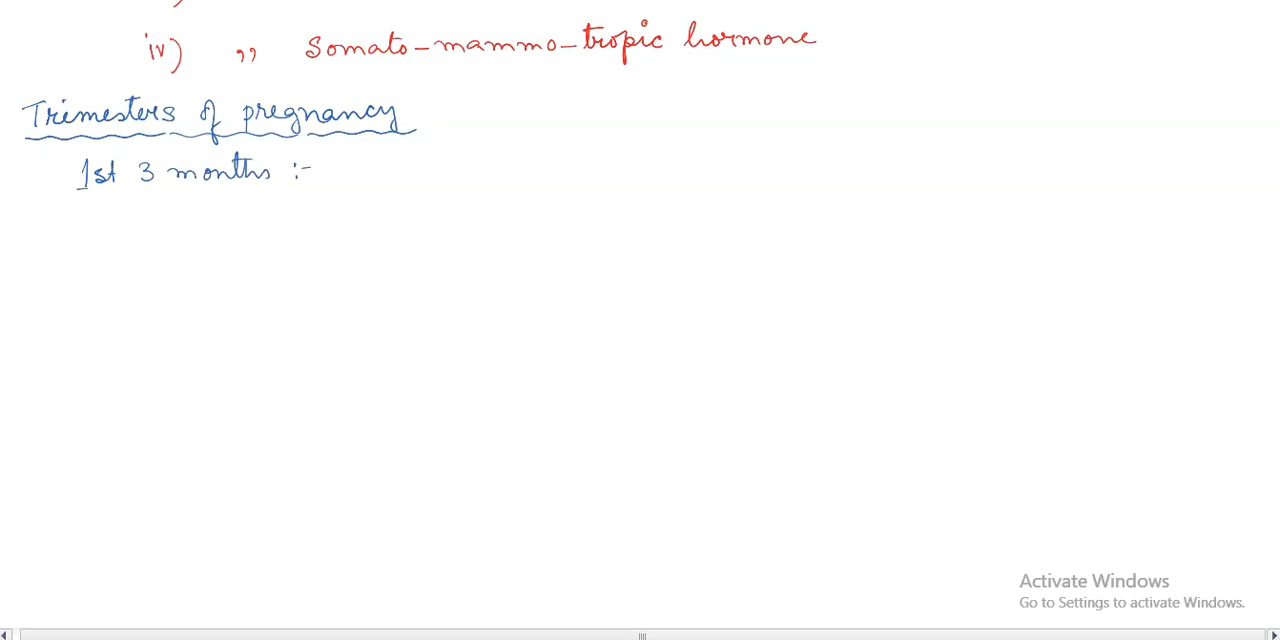 iv) ,, Somato-mammo-tropic hormone
Trimesters of pregnancy
1st 3 months :-
Activate Windows
Go to Settings to activate Windows.